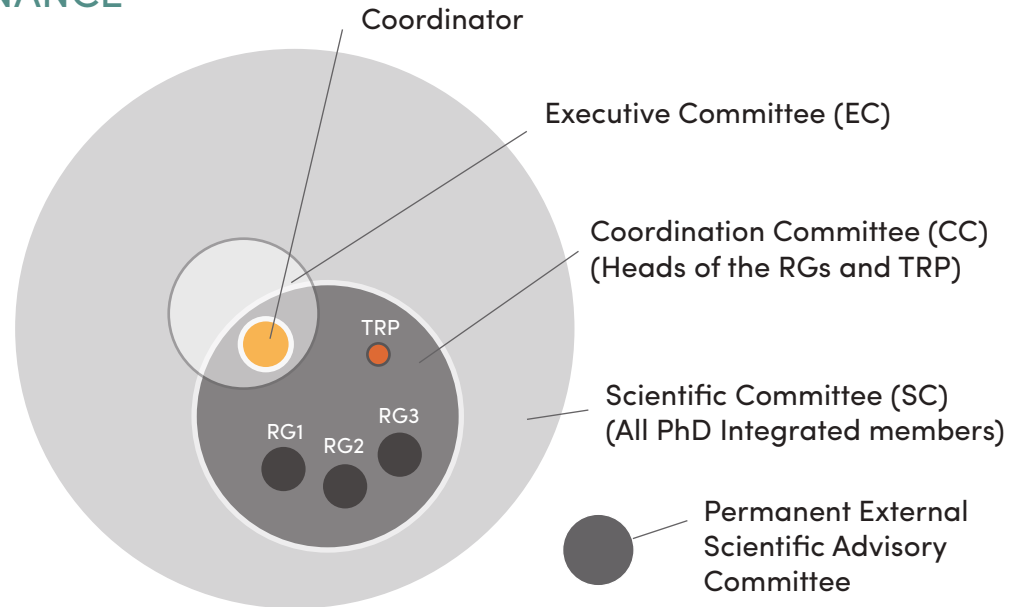 Coordinator
Executive Committee (EC)
Coordination Committee (CC)
(Heads of the RGs and TRP)
TRP
Scientific Committee (SC)
(All PhD Integrated members)
RG3
RG1
RG2
Permanent External
Scientific Advisory
Committee